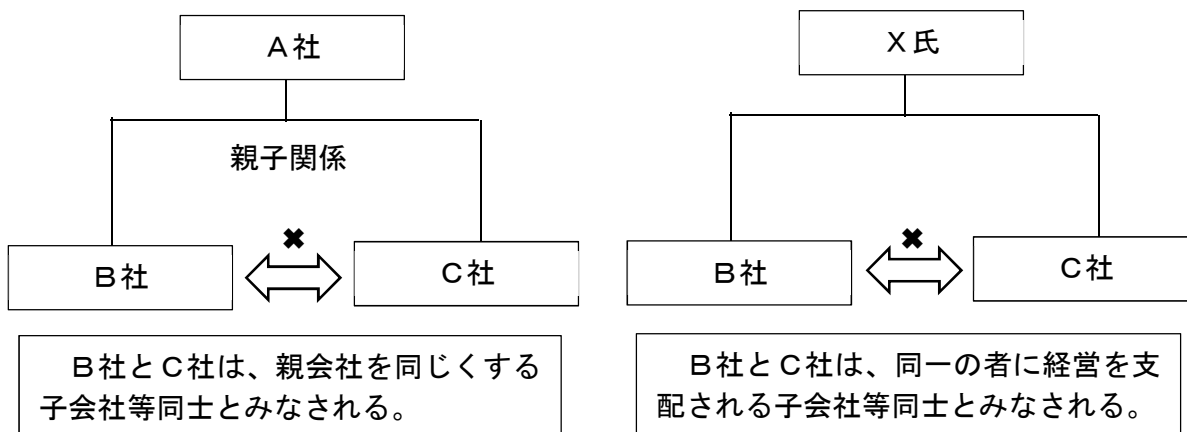 A社
親子関係
B社
✖
C社
B社とC社は、親会社を同じくする
子会社等同士とみなされる。
X氏
B社
✖
C社
B社とC社は、同一の者に経営を支
配される子会社等同士とみなされる。